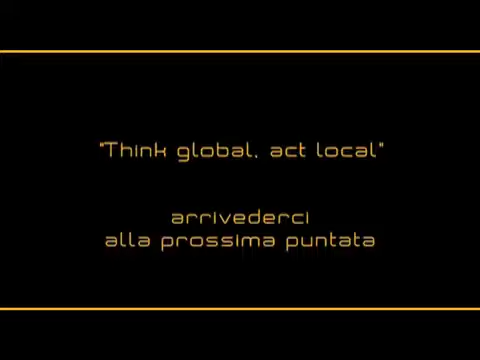 "Think global, act local"
arrivederci
alla prossima puntata